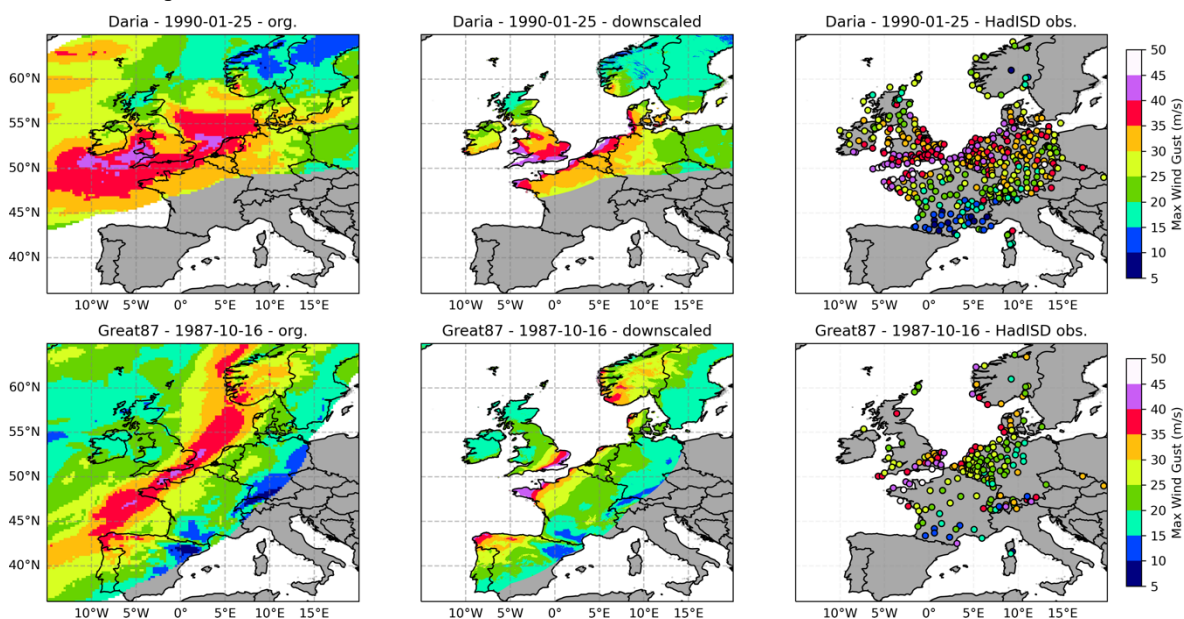 Daria - 1990-01-25 - org.
Daria - 1990-01-25 - downscaled
Daria - 1990-01-25 - HadISD obs.
60°N
55°N
50°N
45°N
40°N
10°W 5°W 0° 5°E 10°E 15°E
10°W 5°W 0° 5°E 10°E 15°E
10°W 5°W 0° 5°E 10°E 15°E
50
45
40
35
30
25
20
15
10
5
Max Wind Gust (m/s)
Great87 - 1987-10-16 - org.
Great87 - 1987-10-16 - downscaled
Great87 - 1987-10-16 - HadISD obs.
60°N
55°N
50°N
45°N
40°N
10°W 5°W 0° 5°E 10°E 15°E
10°W 5°W 0° 5°E 10°E 15°E
10°W 5°W 0° 5°E 10°E 15°E
50
45
40
35
30
25
20
15
10
5
Max Wind Gust (m/s)